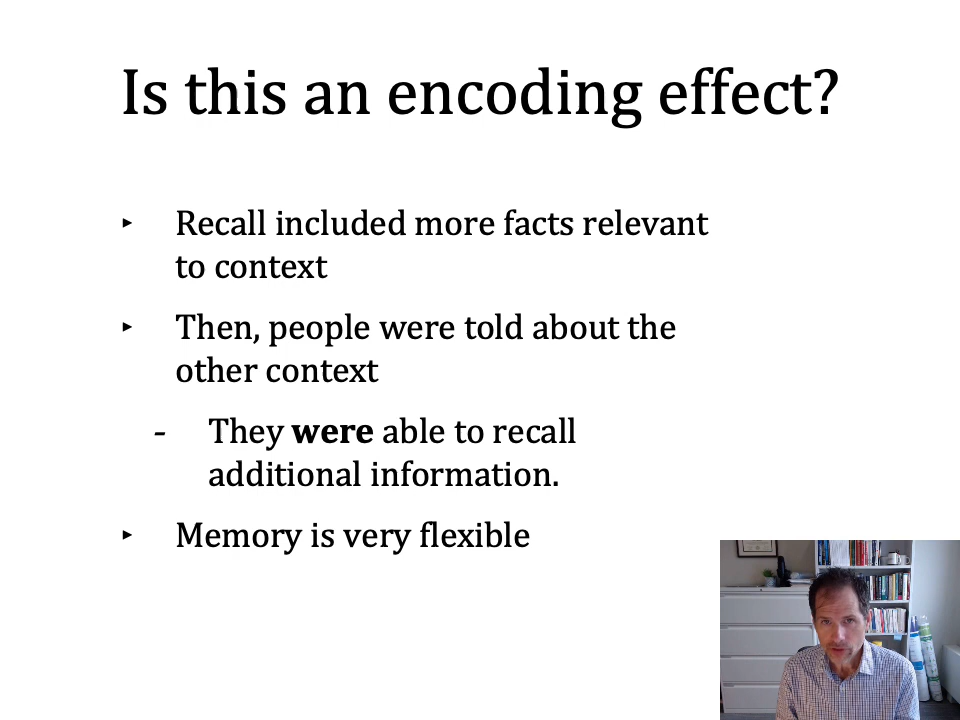 Is this an encoding effect?
‣ Recall included more facts relevant
to context
‣ Then, people were told about the
other context
- They were able to recall
additional information.
‣ Memory is very flexible